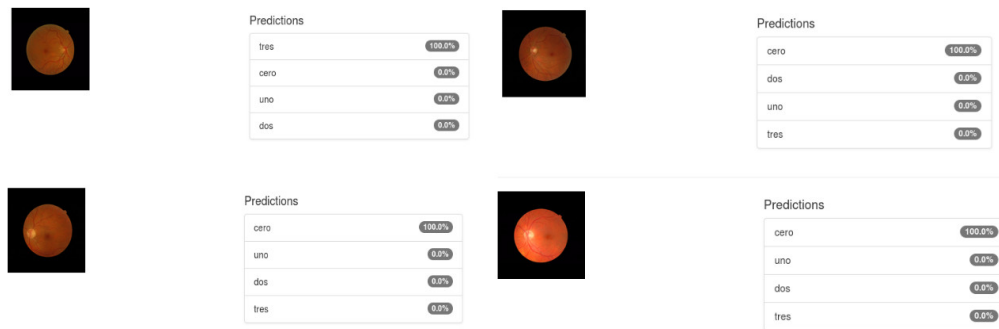 Predictions
tres 100.0%
cero 0.0%
uno 0.0%
dos 0.0%
Predictions
cero 100.0%
dos 0.0%
uno 0.0%
tres 0.0%
Predictions
cero 100.0%
uno 0.0%
dos 0.0%
tres 0.0%
Predictions
cero 100.0%
uno 0.0%
dos 0.0%
tres 0.0%